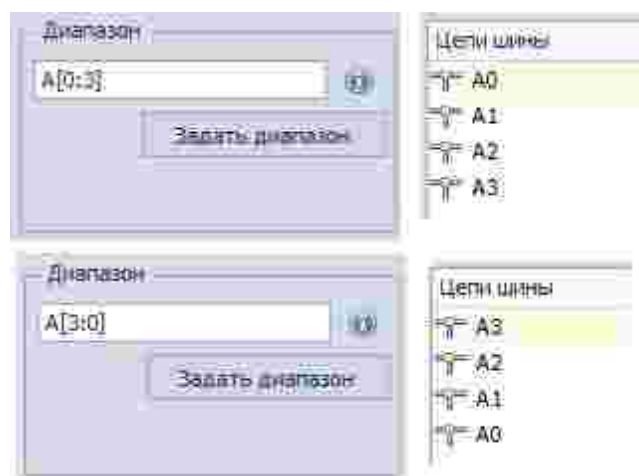 Диапазон
A[0:3]
Задать диапазон
Цепи шины
A0
A1
A2
A3
Диапазон
A[3:0]
Задать диапазон
Цепи шины
A3
A2
A1
A0